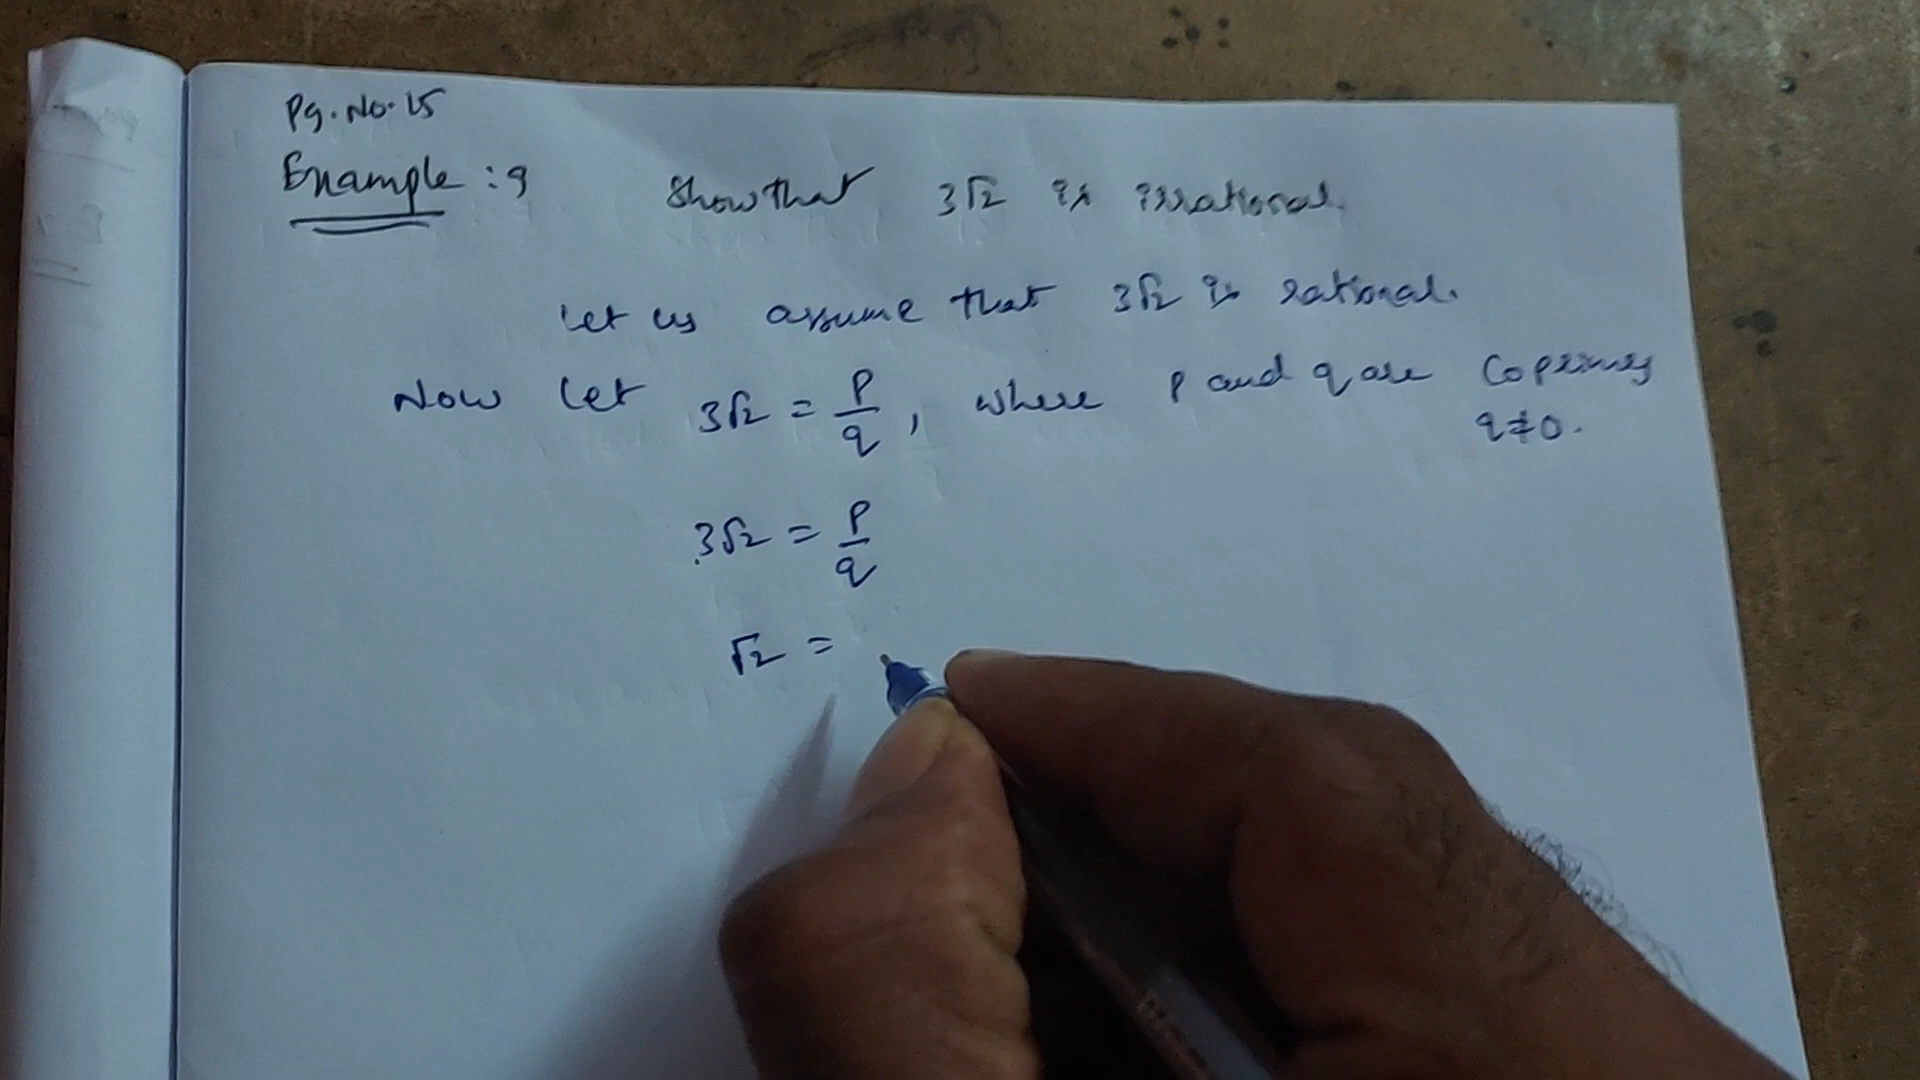 Pg. No. 15
Example : 9 Show that 3√2 is irrational.
Let us assume that 3√2 is rational.
Now let 3√2 = p/q, where p and q are Coprimes
q≠0.
3√2 = p/q
√2 =